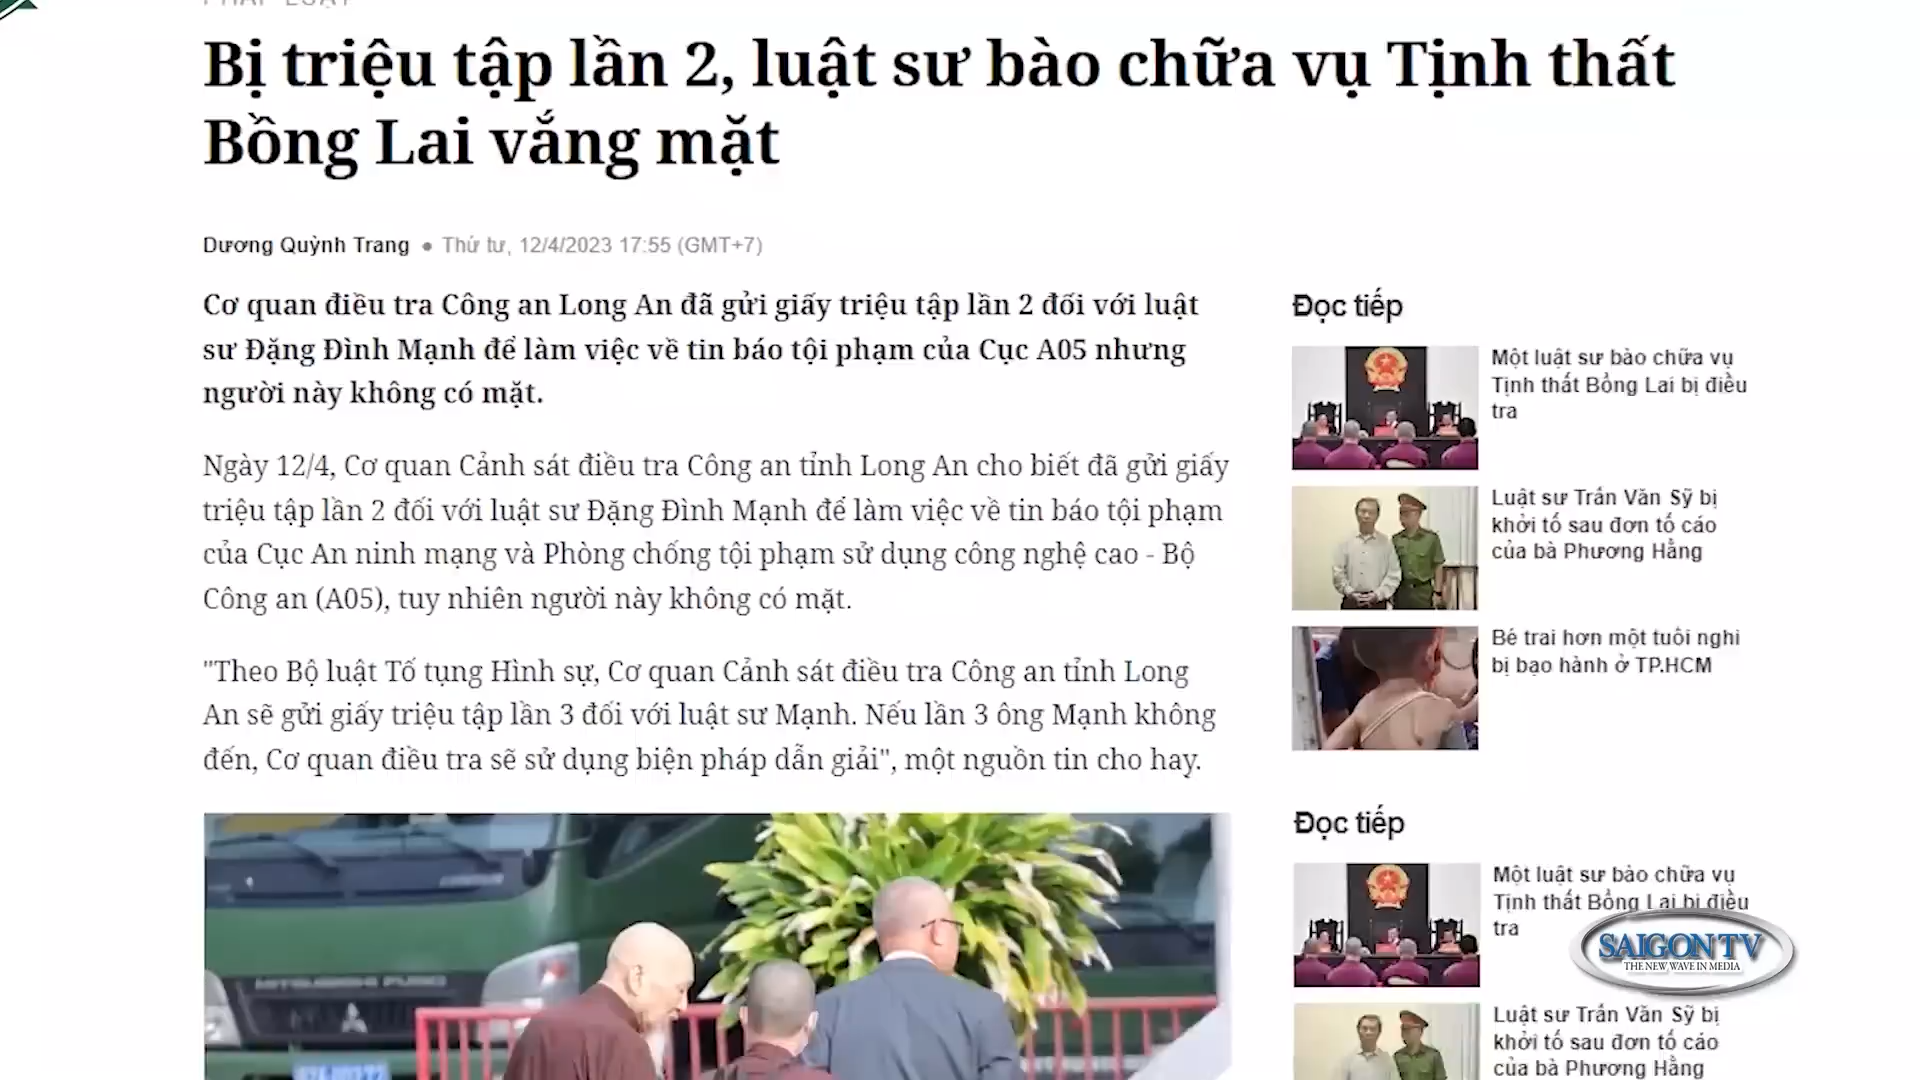 Bị triệu tập lần 2, luật sư bào chữa vụ Tịnh thất
Bồng Lai vắng mặt
Dương Quỳnh Trang • Thứ tư, 12/4/2023 17:55 (GMT+7)
Cơ quan điều tra Công an Long An đã gửi giấy triệu tập lần 2 đối với luật
sư Đặng Đình Mạnh để làm việc về tin báo tội phạm của Cục A05 nhưng
người này không có mặt.
Ngày 12/4, Cơ quan Cảnh sát điều tra Công an tỉnh Long An cho biết đã gửi giấy
triệu tập lần 2 đối với luật sư Đặng Đình Mạnh để làm việc về tin báo tội phạm
của Cục An ninh mạng và Phòng chống tội phạm sử dụng công nghệ cao - Bộ
Công an (A05), tuy nhiên người này không có mặt.
"Theo Bộ luật Tố tụng Hình sự, Cơ quan Cảnh sát điều tra Công an tỉnh Long
An sẽ gửi giấy triệu tập lần 3 đối với luật sư Mạnh. Nếu lần 3 ông Mạnh không
đến, Cơ quan điều tra sẽ sử dụng biện pháp dẫn giải", một nguồn tin cho hay.
Đọc tiếp
Một luật sư bào chữa vụ
Tịnh thất Bồng Lai bị điều
tra
Luật sư Trần Văn Sỹ bị
khởi tố sau đơn tố cáo
của bà Phương Hằng
Bé trai hơn một tuổi nghi
bị bạo hành ở TP.HCM
Đọc tiếp
Một luật sư bào chữa vụ
Tịnh thất Bồng Lai bị điều
tra
Luật sư Trần Văn Sỹ bị
khởi tố sau đơn tố cáo
của bà Phương Hằng
SAIGON TV
THE NEW WAVE IN MEDIA